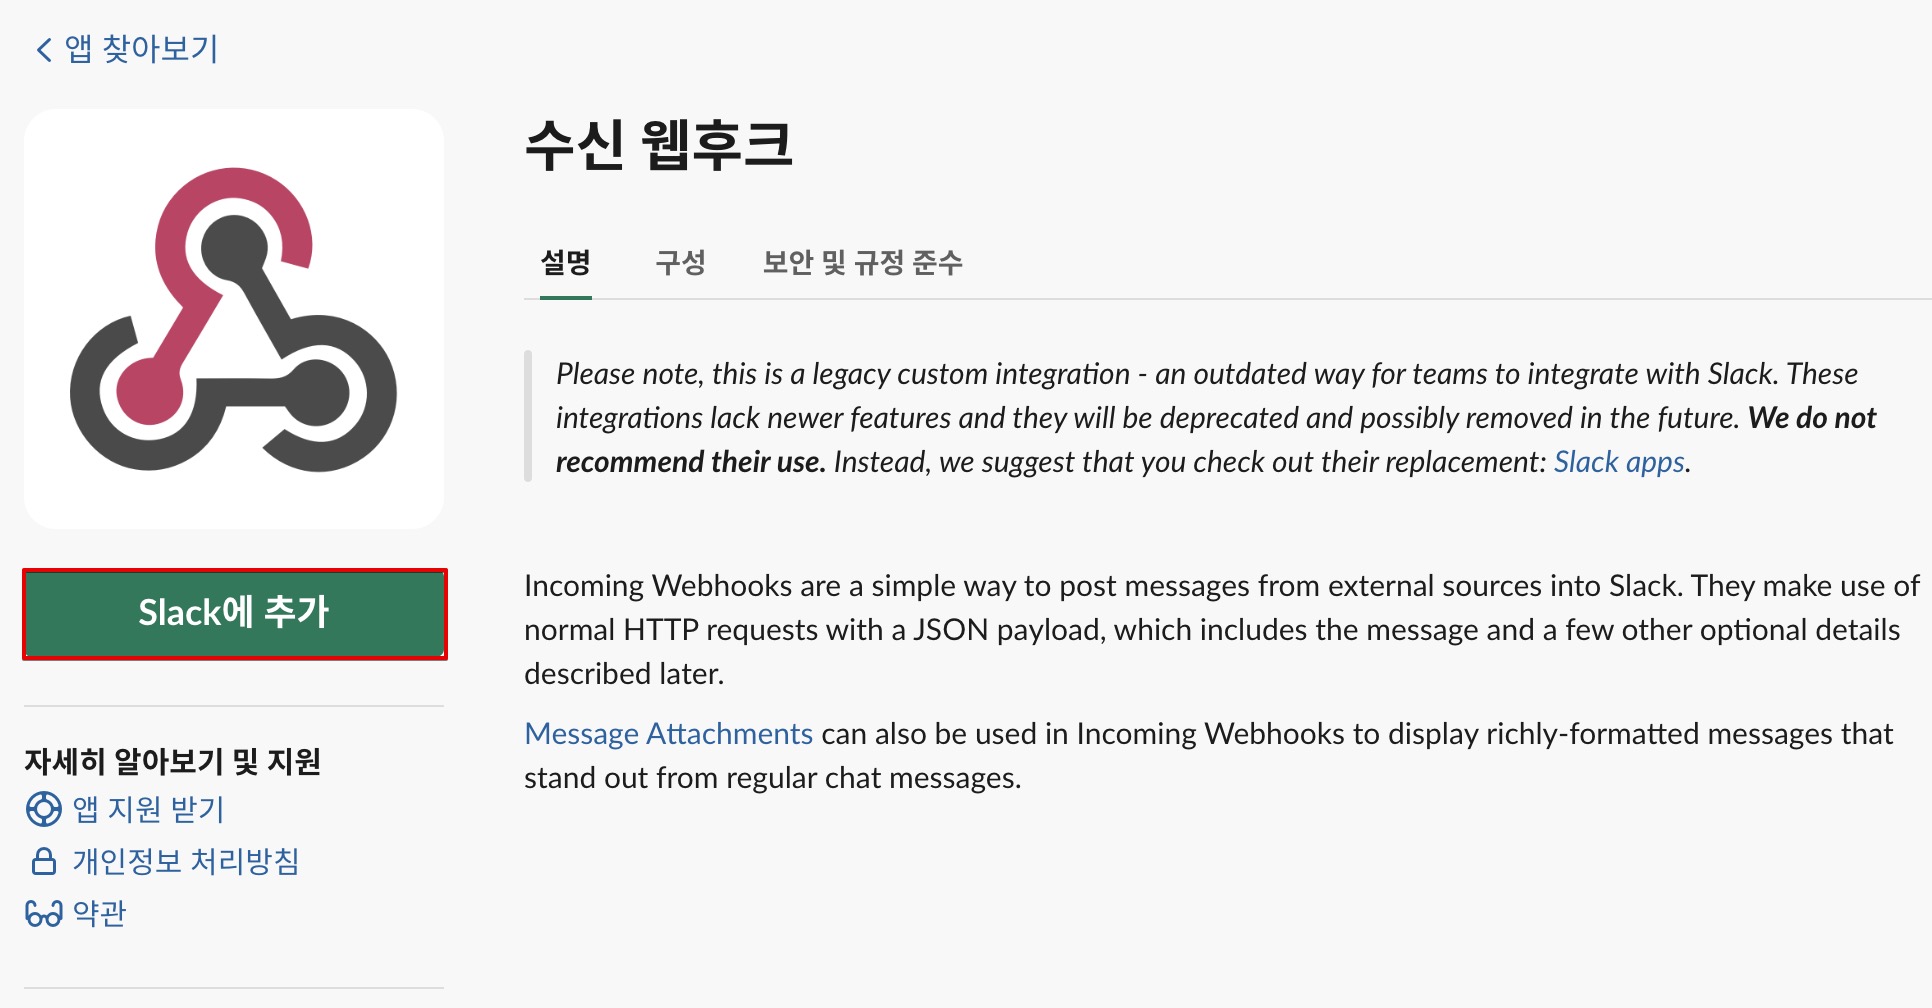 앱 찾아보기
수신 웹후크
설명 구성 보안 및 규정 준수
Please note, this is a legacy custom integration - an outdated way for teams to integrate with Slack. These
integrations lack newer features and they will be deprecated and possibly removed in the future. We do not
recommend their use. Instead, we suggest that you check out their replacement: Slack apps.
Slack에 추가
Incoming Webhooks are a simple way to post messages from external sources into Slack. They make use of
normal HTTP requests with a JSON payload, which includes the message and a few other optional details
described later.
Message Attachments can also be used in Incoming Webhooks to display richly-formatted messages that
stand out from regular chat messages.
자세히 알아보기 및 지원
앱 지원 받기
개인정보 처리방침
약관